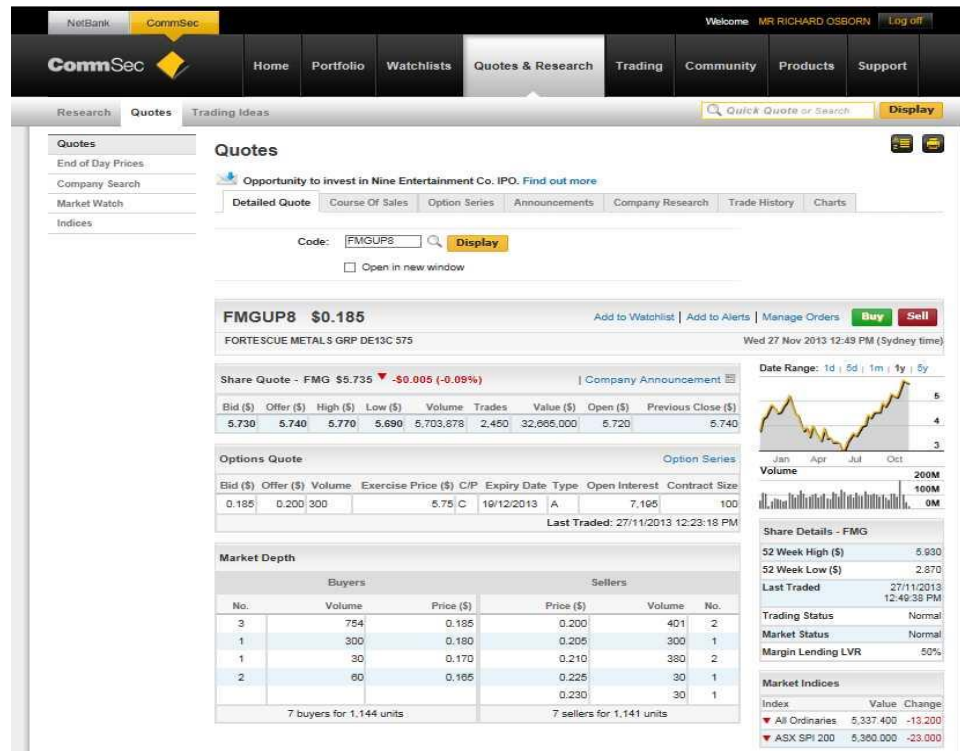 NetBank CommSec Welcome MR RICHARD OSBORN Log off
CommSec Home Portfolio Watchlists Quotes & Research Trading Community Products Support
Research Quotes Trading Ideas Quick Quote or Search Display
Quotes
End of Day Prices
Company Search
Market Watch
Indices
Quotes
Opportunity to invest in Nine Entertainment Co. IPO. Find out more
Detailed Quote Course Of Sales Option Series Announcements Company Research Trade History Charts
Code: FMGUP8 Display
Open in new window
FMGUP8 $0.185 Add to Watchlist | Add to Alerts | Manage Orders Buy Sell
FORTESCUE METALS GRP DE13C 575 Wed 27 Nov 2013 12:49 PM (Sydney time)
Share Quote - FMG $5.735 ▼ -$0.005 (-0.09%) | Company Announcement
Bid ($) Offer ($) High ($) Low ($) Volume Trades Value ($) Open ($) Previous Close ($)
5.730 5.740 5.770 5.690 5,703,878 2,450 32,665,000 5.720 5.740
Options Quote Option Series
Bid ($) Offer ($) Volume Exercise Price ($) C/P Expiry Date Type Open Interest Contract Size
0.185 0.200 300 5.75 C 19/12/2013 A 7,195 100
Last Traded: 27/11/2013 12:23:18 PM
Market Depth
Buyers Sellers
No. Volume Price ($) Price ($) Volume No.
3 754 0.185 0.200 401 2
1 300 0.180 0.205 300 1
1 30 0.170 0.210 380 2
2 60 0.165 0.225 30 1
0.230 30 1
7 buyers for 1,144 units 7 sellers for 1,141 units
Date Range: 1d | 5d | 1m | 1y | 5y
5
4
3
Jan Apr Jul Oct
Volume
200M
100M
0M
Share Details - FMG
52 Week High ($) 5.930
52 Week Low ($) 2.870
Last Traded 27/11/2013
12:49:38 PM
Trading Status Normal
Market Status Normal
Margin Lending LVR 50%
Market Indices
Index Value Change
▼ All Ordinaries 5,337.400 -13.200
▼ ASX SPI 200 5,360.000 -23.000